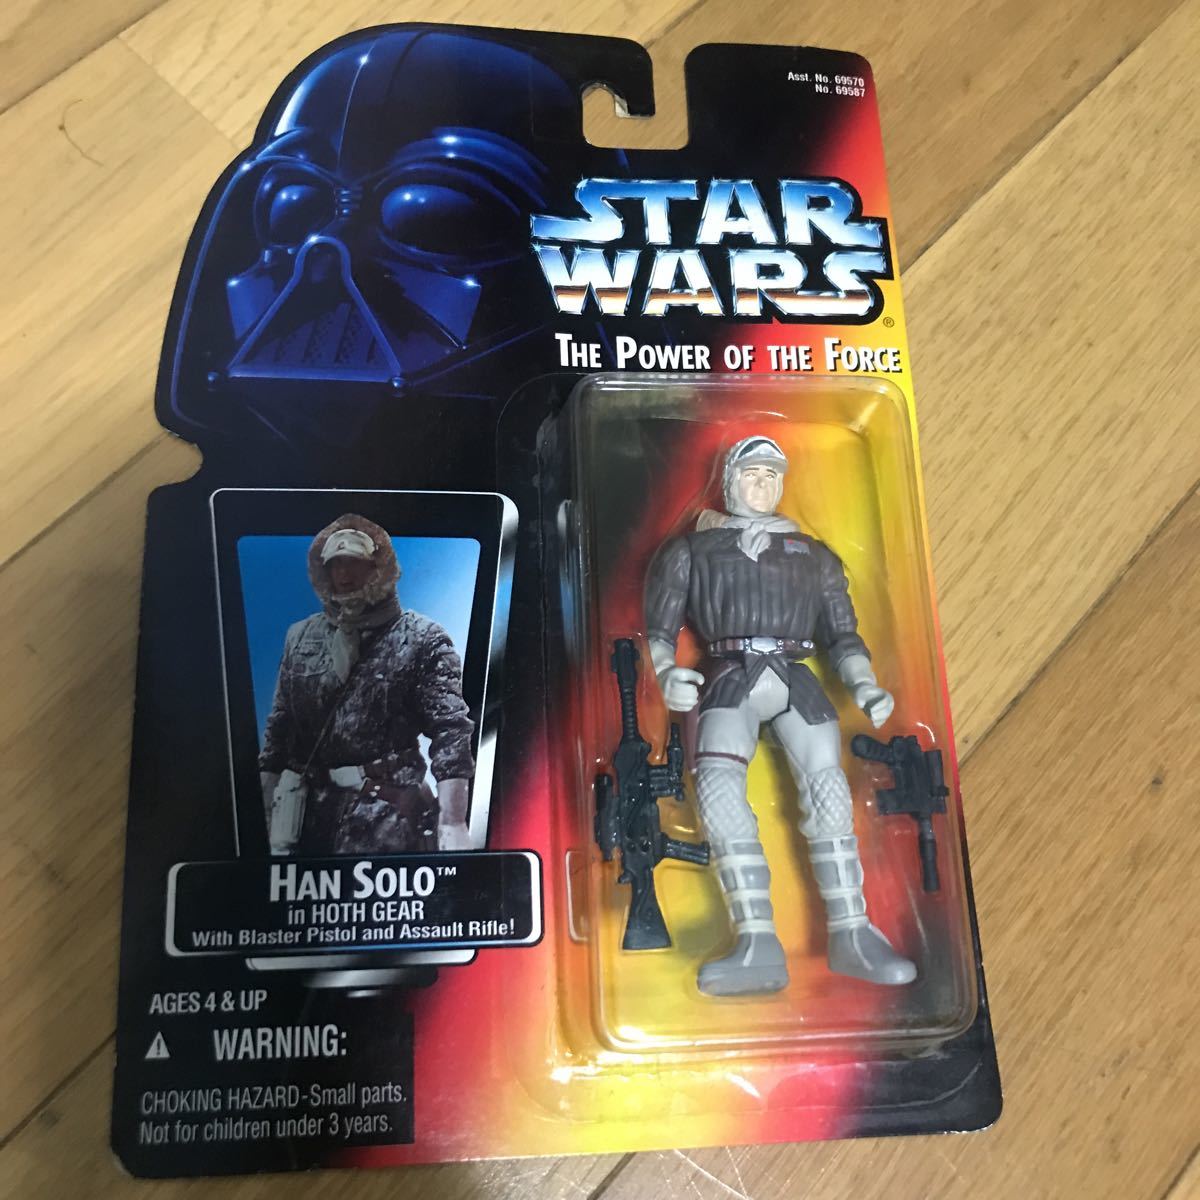 Asst. No. 69570
No. 69587
STAR
WARS®
THE POWER OF THE FORCE
HAN SOLO™
in HOTH GEAR
With Blaster Pistol and Assault Rifle!
AGES 4 & UP
WARNING:
CHOKING HAZARD-Small parts.
Not for children under 3 years.